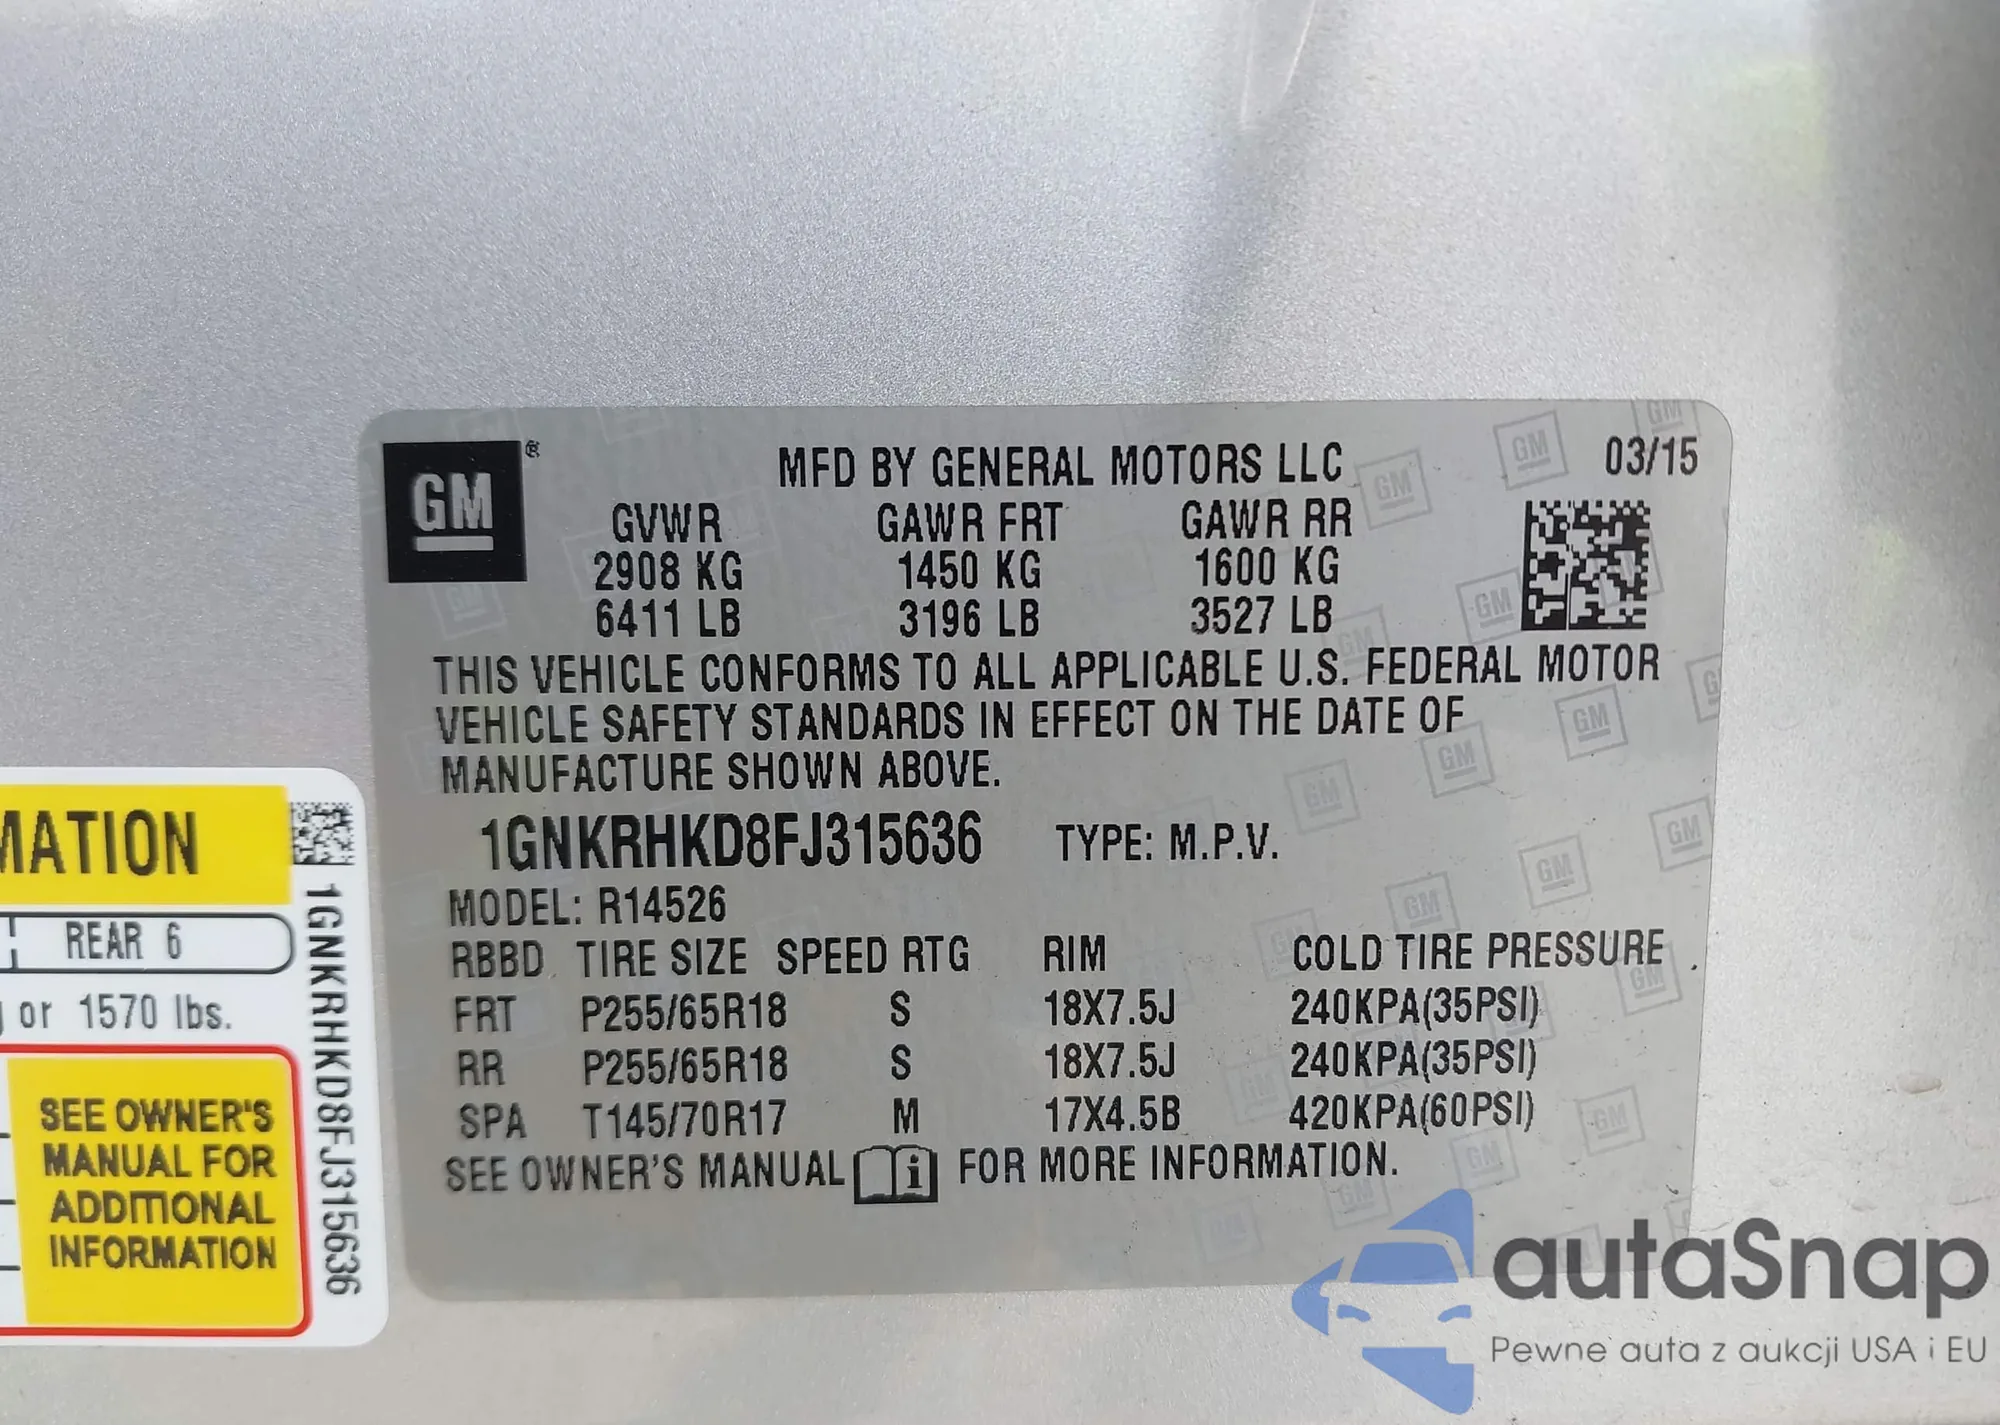 GM®
MFD BY GENERAL MOTORS LLC 03/15
GVWR GAWR FRT GAWR RR
2908 KG 1450 KG 1600 KG
6411 LB 3196 LB 3527 LB
THIS VEHICLE CONFORMS TO ALL APPLICABLE U.S. FEDERAL MOTOR
VEHICLE SAFETY STANDARDS IN EFFECT ON THE DATE OF
MANUFACTURE SHOWN ABOVE.
1GNKRHKD8FJ315636 TYPE: M.P.V.
MODEL: R14526
RBBD TIRE SIZE SPEED RTG RIM COLD TIRE PRESSURE
FRT P255/65R18 S 18X7.5J 240KPA(35PSI)
RR P255/65R18 S 18X7.5J 240KPA(35PSI)
SPA T145/70R17 M 17X4.5B 420KPA(60PSI)
SEE OWNER'S MANUAL i FOR MORE INFORMATION.
MATION
REAR 6
or 1570 lbs.
SEE OWNER'S
MANUAL FOR
ADDITIONAL
INFORMATION
1GNKRHKD8FJ315636
autaSnap
Pewne auta z aukcji USA i EU